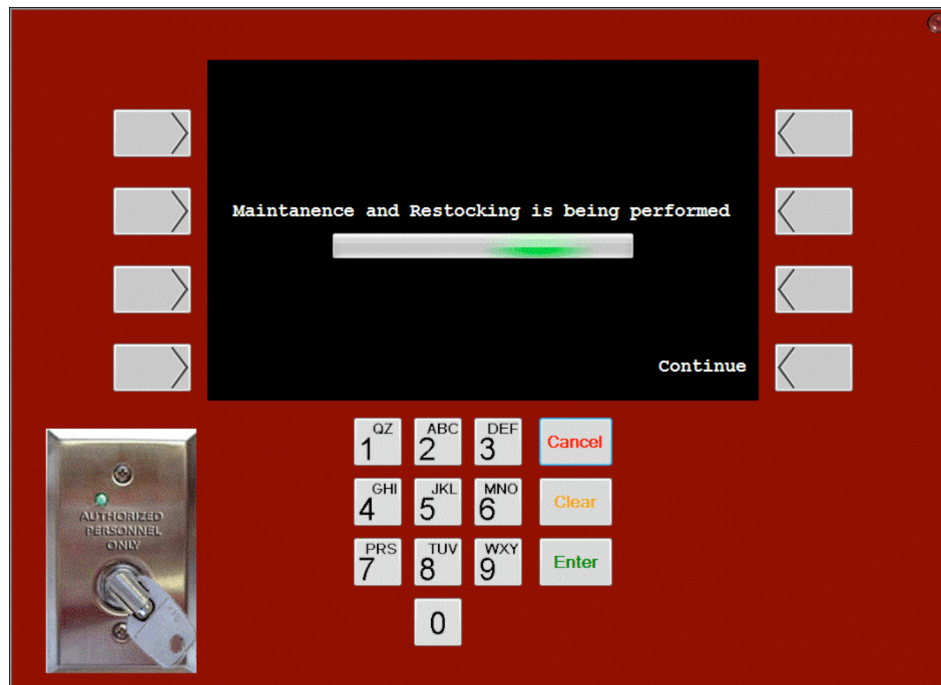 Maintanence and Restocking is being performed
Continue
QZ ABC DEF
1 2 3 Cancel
GHI JKL MNO
4 5 6 Clear
PRS TUV WXY
7 8 9 Enter
0
AUTHORIZED
PERSONNEL
ONLY